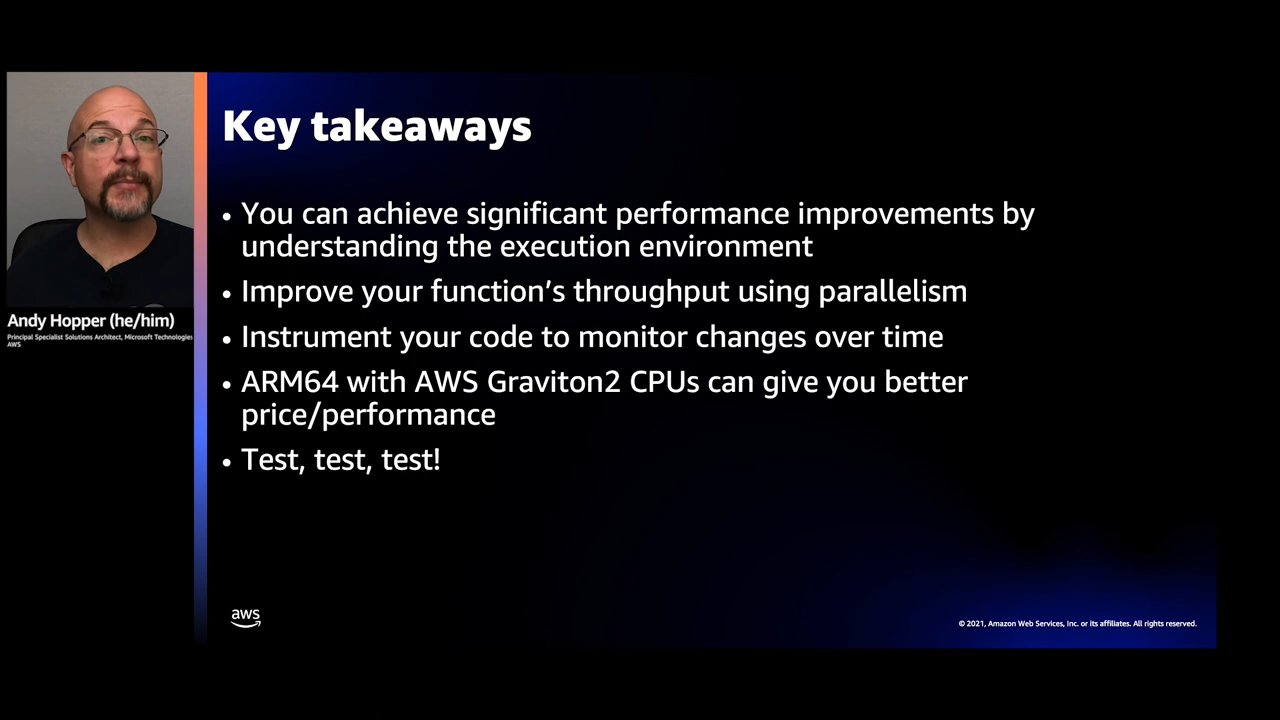 Key takeaways
• You can achieve significant performance improvements by
understanding the execution environment
• Improve your function’s throughput using parallelism
• Instrument your code to monitor changes over time
• ARM64 with AWS Graviton2 CPUs can give you better
price/performance
• Test, test, test!
Andy Hopper (he/him)
Principal Specialist Solutions Architect, Microsoft Technologies
AWS
aws
© 2021, Amazon Web Services, Inc. or its affiliates. All rights reserved.